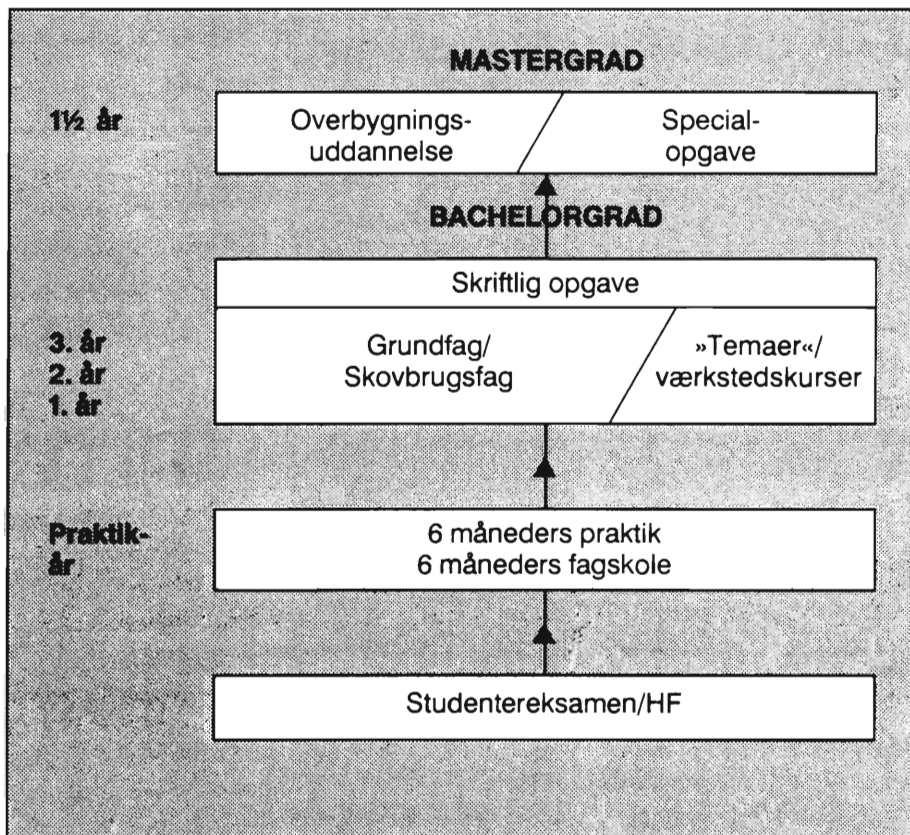 MASTERGRAD
1½ år
Overbygnings-
uddannelse
Special-
opgave
BACHELORGRAD
Skriftlig opgave
3. år
2. år
1. år
Grundfag/
Skovbrugsfag
»Temaer«/
værkstedskurser
Praktik-
år
6 måneders praktik
6 måneders fagskole
Studentereksamen/HF